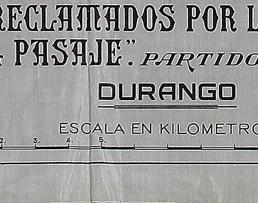 RECLAMADOS POR L
PASAJE". PARTIDO
DURANGO
ESCALA EN KILOMETRO
2. 3. 4. 5.